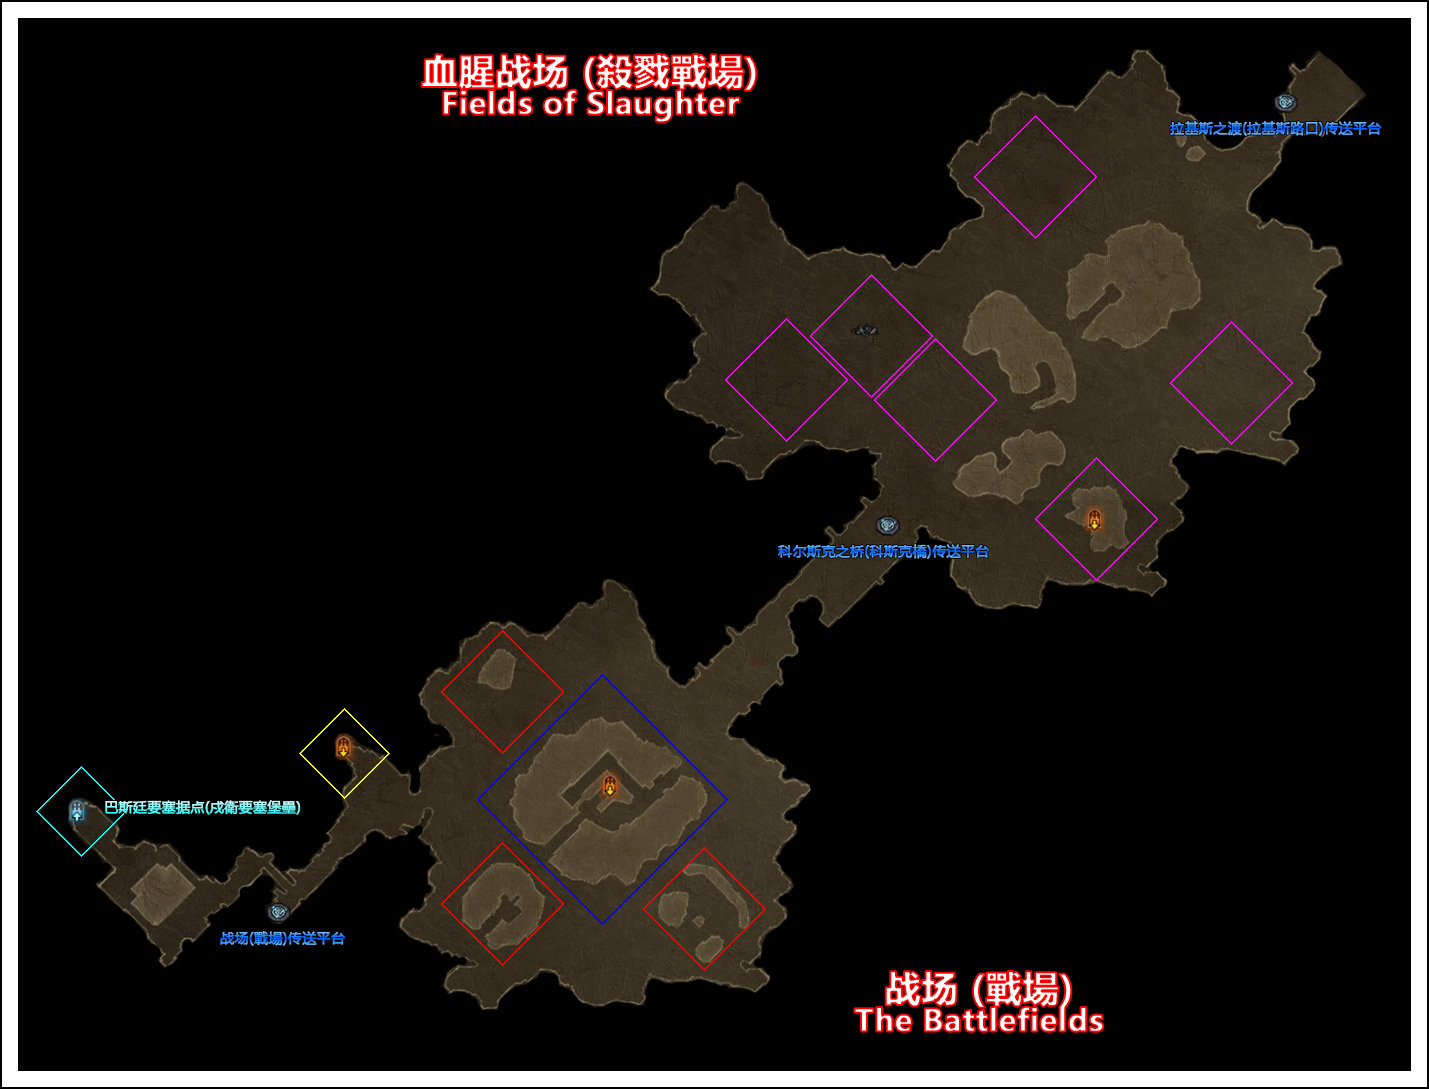 血腥战场 (殺戮戰場)
Fields of Slaughter
拉基斯之渡(拉基斯路口)传送平台
科尔斯克之桥(科斯克橋)传送平台
巴斯廷要塞据点(戍衛要塞堡壘)
战场(戰場)传送平台
战场 (戰場)
The Battlefields